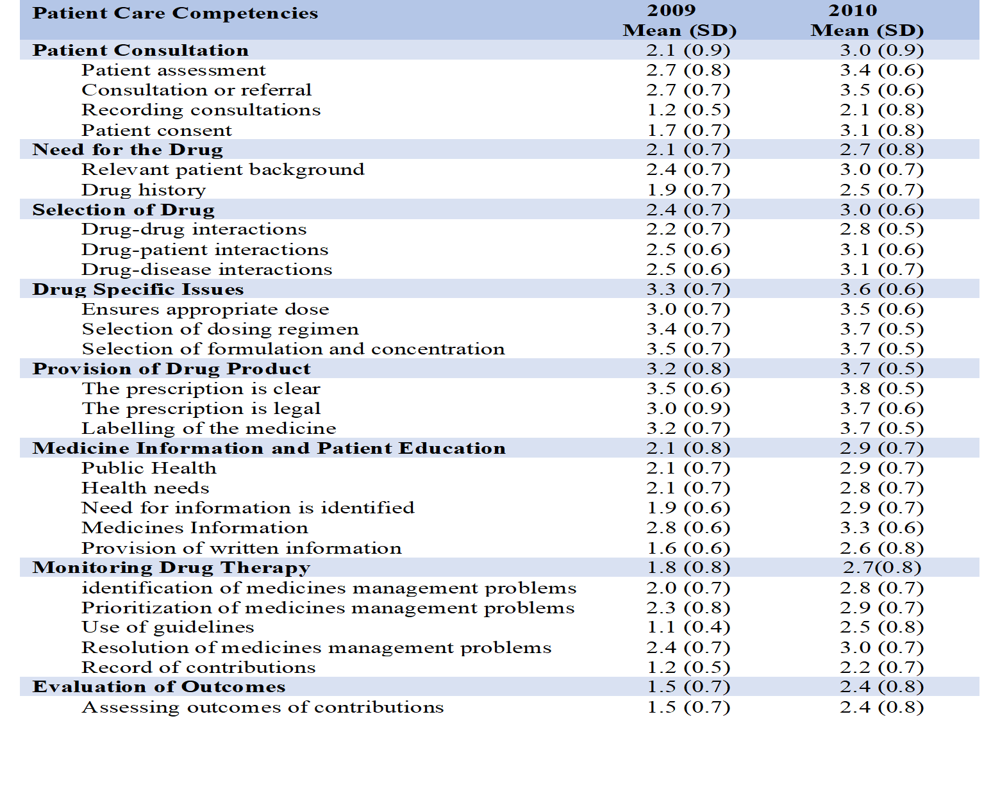 Patient Care Competencies 2009 2010
Mean (SD) Mean (SD)
Patient Consultation 2.1 (0.9) 3.0 (0.9)
Patient assessment 2.7 (0.8) 3.4 (0.6)
Consultation or referral 2.7 (0.7) 3.5 (0.6)
Recording consultations 1.2 (0.5) 2.1 (0.8)
Patient consent 1.7 (0.7) 3.1 (0.8)
Need for the Drug 2.1 (0.7) 2.7 (0.8)
Relevant patient background 2.4 (0.7) 3.0 (0.7)
Drug history 1.9 (0.7) 2.5 (0.7)
Selection of Drug 2.4 (0.7) 3.0 (0.6)
Drug-drug interactions 2.2 (0.7) 2.8 (0.5)
Drug-patient interactions 2.5 (0.6) 3.1 (0.6)
Drug-disease interactions 2.5 (0.6) 3.1 (0.7)
Drug Specific Issues 3.3 (0.7) 3.6 (0.6)
Ensures appropriate dose 3.0 (0.7) 3.5 (0.6)
Selection of dosing regimen 3.4 (0.7) 3.7 (0.5)
Selection of formulation and concentration 3.5 (0.7) 3.7 (0.5)
Provision of Drug Product 3.2 (0.8) 3.7 (0.5)
The prescription is clear 3.5 (0.6) 3.8 (0.5)
The prescription is legal 3.0 (0.9) 3.7 (0.6)
Labelling of the medicine 3.2 (0.7) 3.7 (0.5)
Medicine Information and Patient Education 2.1 (0.8) 2.9 (0.7)
Public Health 2.1 (0.7) 2.9 (0.7)
Health needs 2.1 (0.7) 2.8 (0.7)
Need for information is identified 1.9 (0.6) 2.9 (0.7)
Medicines Information 2.8 (0.6) 3.3 (0.6)
Provision of written information 1.6 (0.6) 2.6 (0.8)
Monitoring Drug Therapy 1.8 (0.8) 2.7(0.8)
identification of medicines management problems 2.0 (0.7) 2.8 (0.7)
Prioritization of medicines management problems 2.3 (0.8) 2.9 (0.7)
Use of guidelines 1.1 (0.4) 2.5 (0.8)
Resolution of medicines management problems 2.4 (0.7) 3.0 (0.7)
Record of contributions 1.2 (0.5) 2.2 (0.7)
Evaluation of Outcomes 1.5 (0.7) 2.4 (0.8)
Assessing outcomes of contributions 1.5 (0.7) 2.4 (0.8)